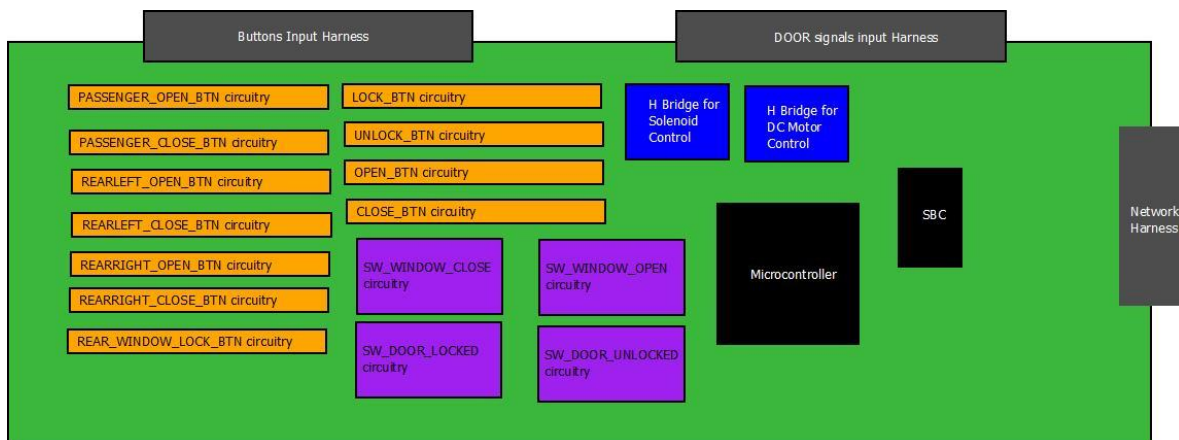 Buttons Input Harness
DOOR signals input Harness
PASSENGER_OPEN_BTN circuitry
PASSENGER_CLOSE_BTN circuitry
REARLEFT_OPEN_BTN circuitry
REARLEFT_CLOSE_BTN circuitry
REARRIGHT_OPEN_BTN circuitry
REARRIGHT_CLOSE_BTN circuitry
REAR_WINDOW_LOCK_BTN circuitry
LOCK_BTN circuitry
UNLOCK_BTN circuitry
OPEN_BTN circuitry
CLOSE_BTN circuitry
SW_WINDOW_CLOSE
circuitry
SW_WINDOW_OPEN
circuitry
SW_DOOR_LOCKED
circuitry
SW_DOOR_UNLOCKED
circuitry
H Bridge for
Solenoid
Control
H Bridge for
DC Motor
Control
Microcontroller
SBC
Network
Harness